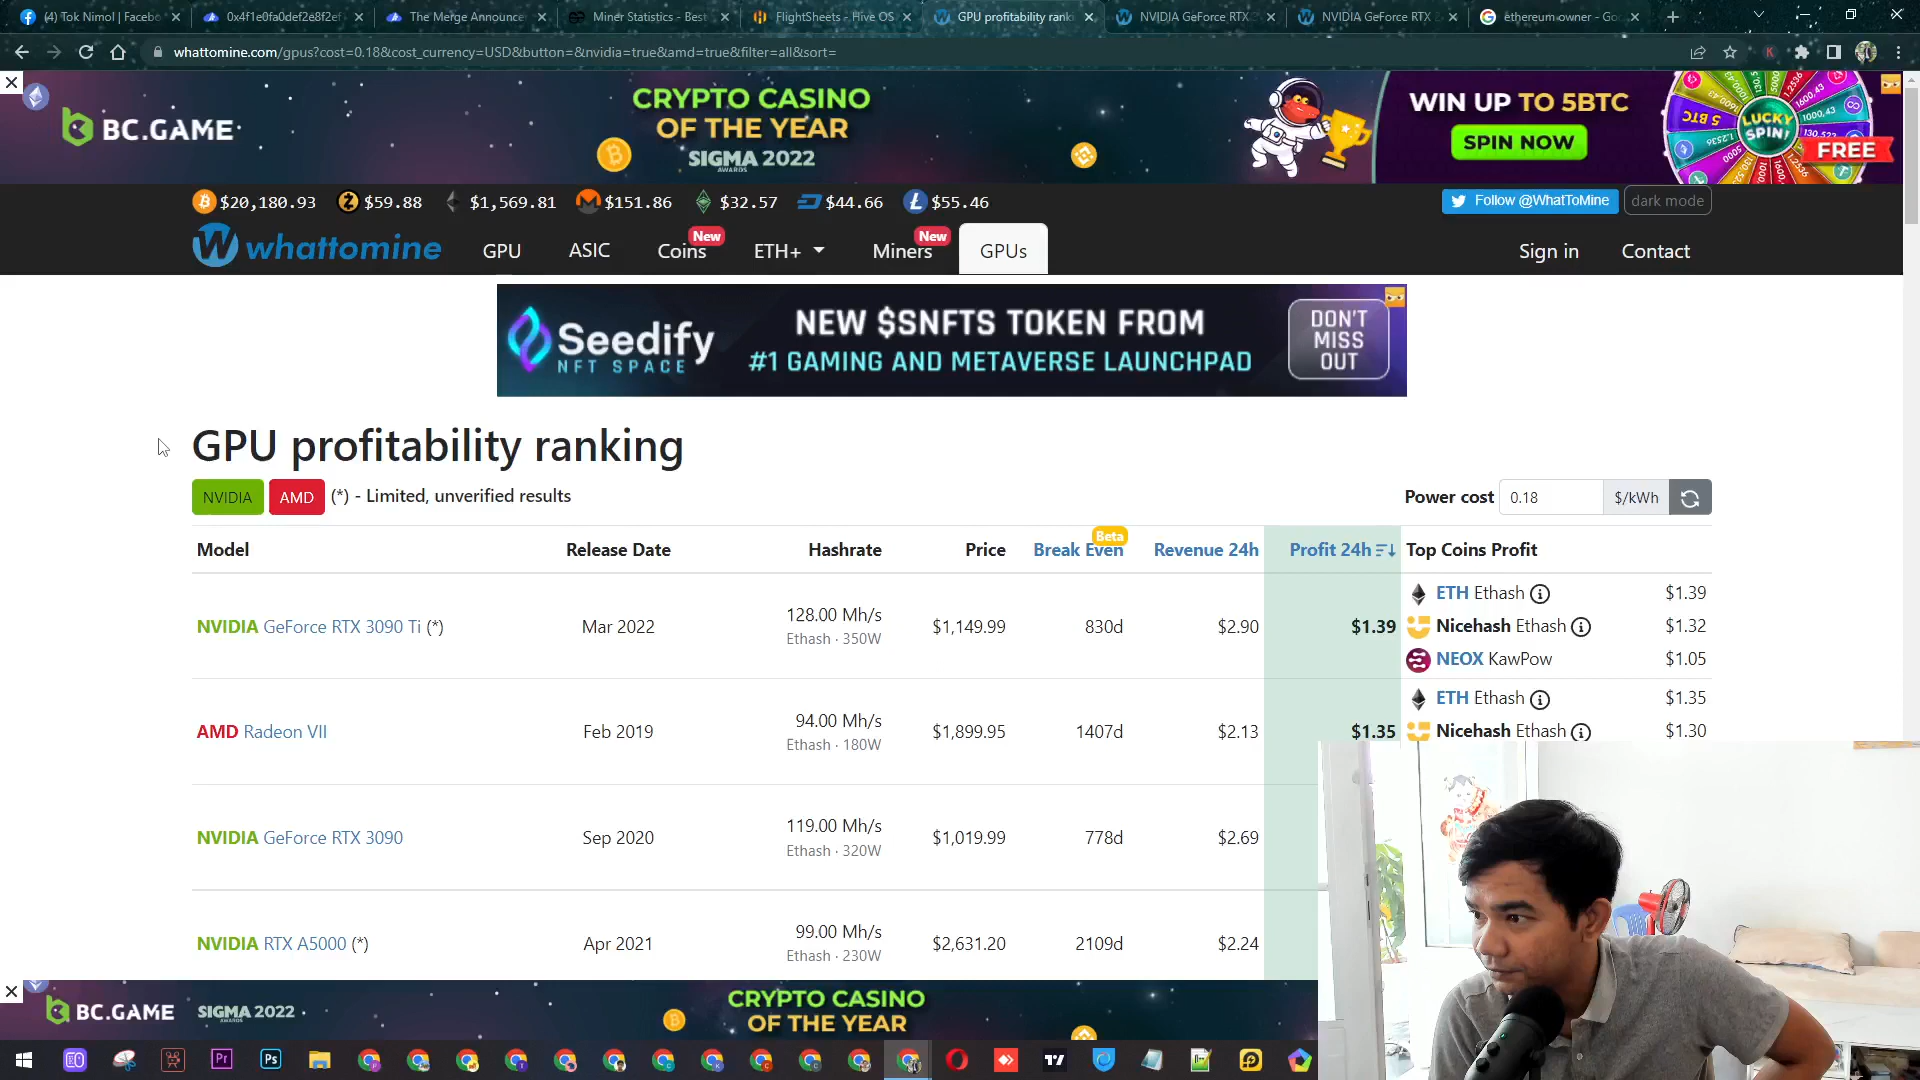 (4) Tok Nimol | Facebo
0x4f1e0fa0def2e8f2ef
The Merge Announce
Miner Statistics - Best
FlightSheets - Hive OS
GPU profitability rank
NVIDIA GeForce RTX
NVIDIA GeForce RTX
ethereum owner - Goo
whattomine.com/gpus?cost=0.18&cost_currency=USD&button=&nvidia=true&amd=true&filter=all&sort=
BC.GAME
CRYPTO CASINO
OF THE YEAR
SIGMA 2022
AWARDS
WIN UP TO 5BTC
SPIN NOW
LUCKY
SPIN!
FREE
$20,180.93 $59.88 $1,569.81 $151.86 $32.57 $44.66 $55.46
Follow @WhatToMine
dark mode
whattomine
GPU ASIC Coins New ETH+ Miners New GPUs Sign in Contact
Seedify
NFT SPACE
NEW $SNFTS TOKEN FROM
#1 GAMING AND METAVERSE LAUNCHPAD
DON'T
MISS
OUT
GPU profitability ranking
NVIDIA AMD (*) - Limited, unverified results
Power cost 0.18 $/kWh
Model Release Date Hashrate Price Break Even Beta Revenue 24h Profit 24h Top Coins Profit
NVIDIA GeForce RTX 3090 Ti (*) Mar 2022 128.00 Mh/s
Ethash · 350W $1,149.99 830d $2.90 $1.39
ETH Ethash $1.39
Nicehash Ethash $1.32
NEOX KawPow $1.05
AMD Radeon VII Feb 2019 94.00 Mh/s
Ethash · 180W $1,899.95 1407d $2.13 $1.35
ETH Ethash $1.35
Nicehash Ethash $1.30
NVIDIA GeForce RTX 3090 Sep 2020 119.00 Mh/s
Ethash · 320W $1,019.99 778d $2.69
NVIDIA RTX A5000 (*) Apr 2021 99.00 Mh/s
Ethash · 230W $2,631.20 2109d $2.24
BC.GAME
SIGMA 2022
CRYPTO CASINO
OF THE YEAR